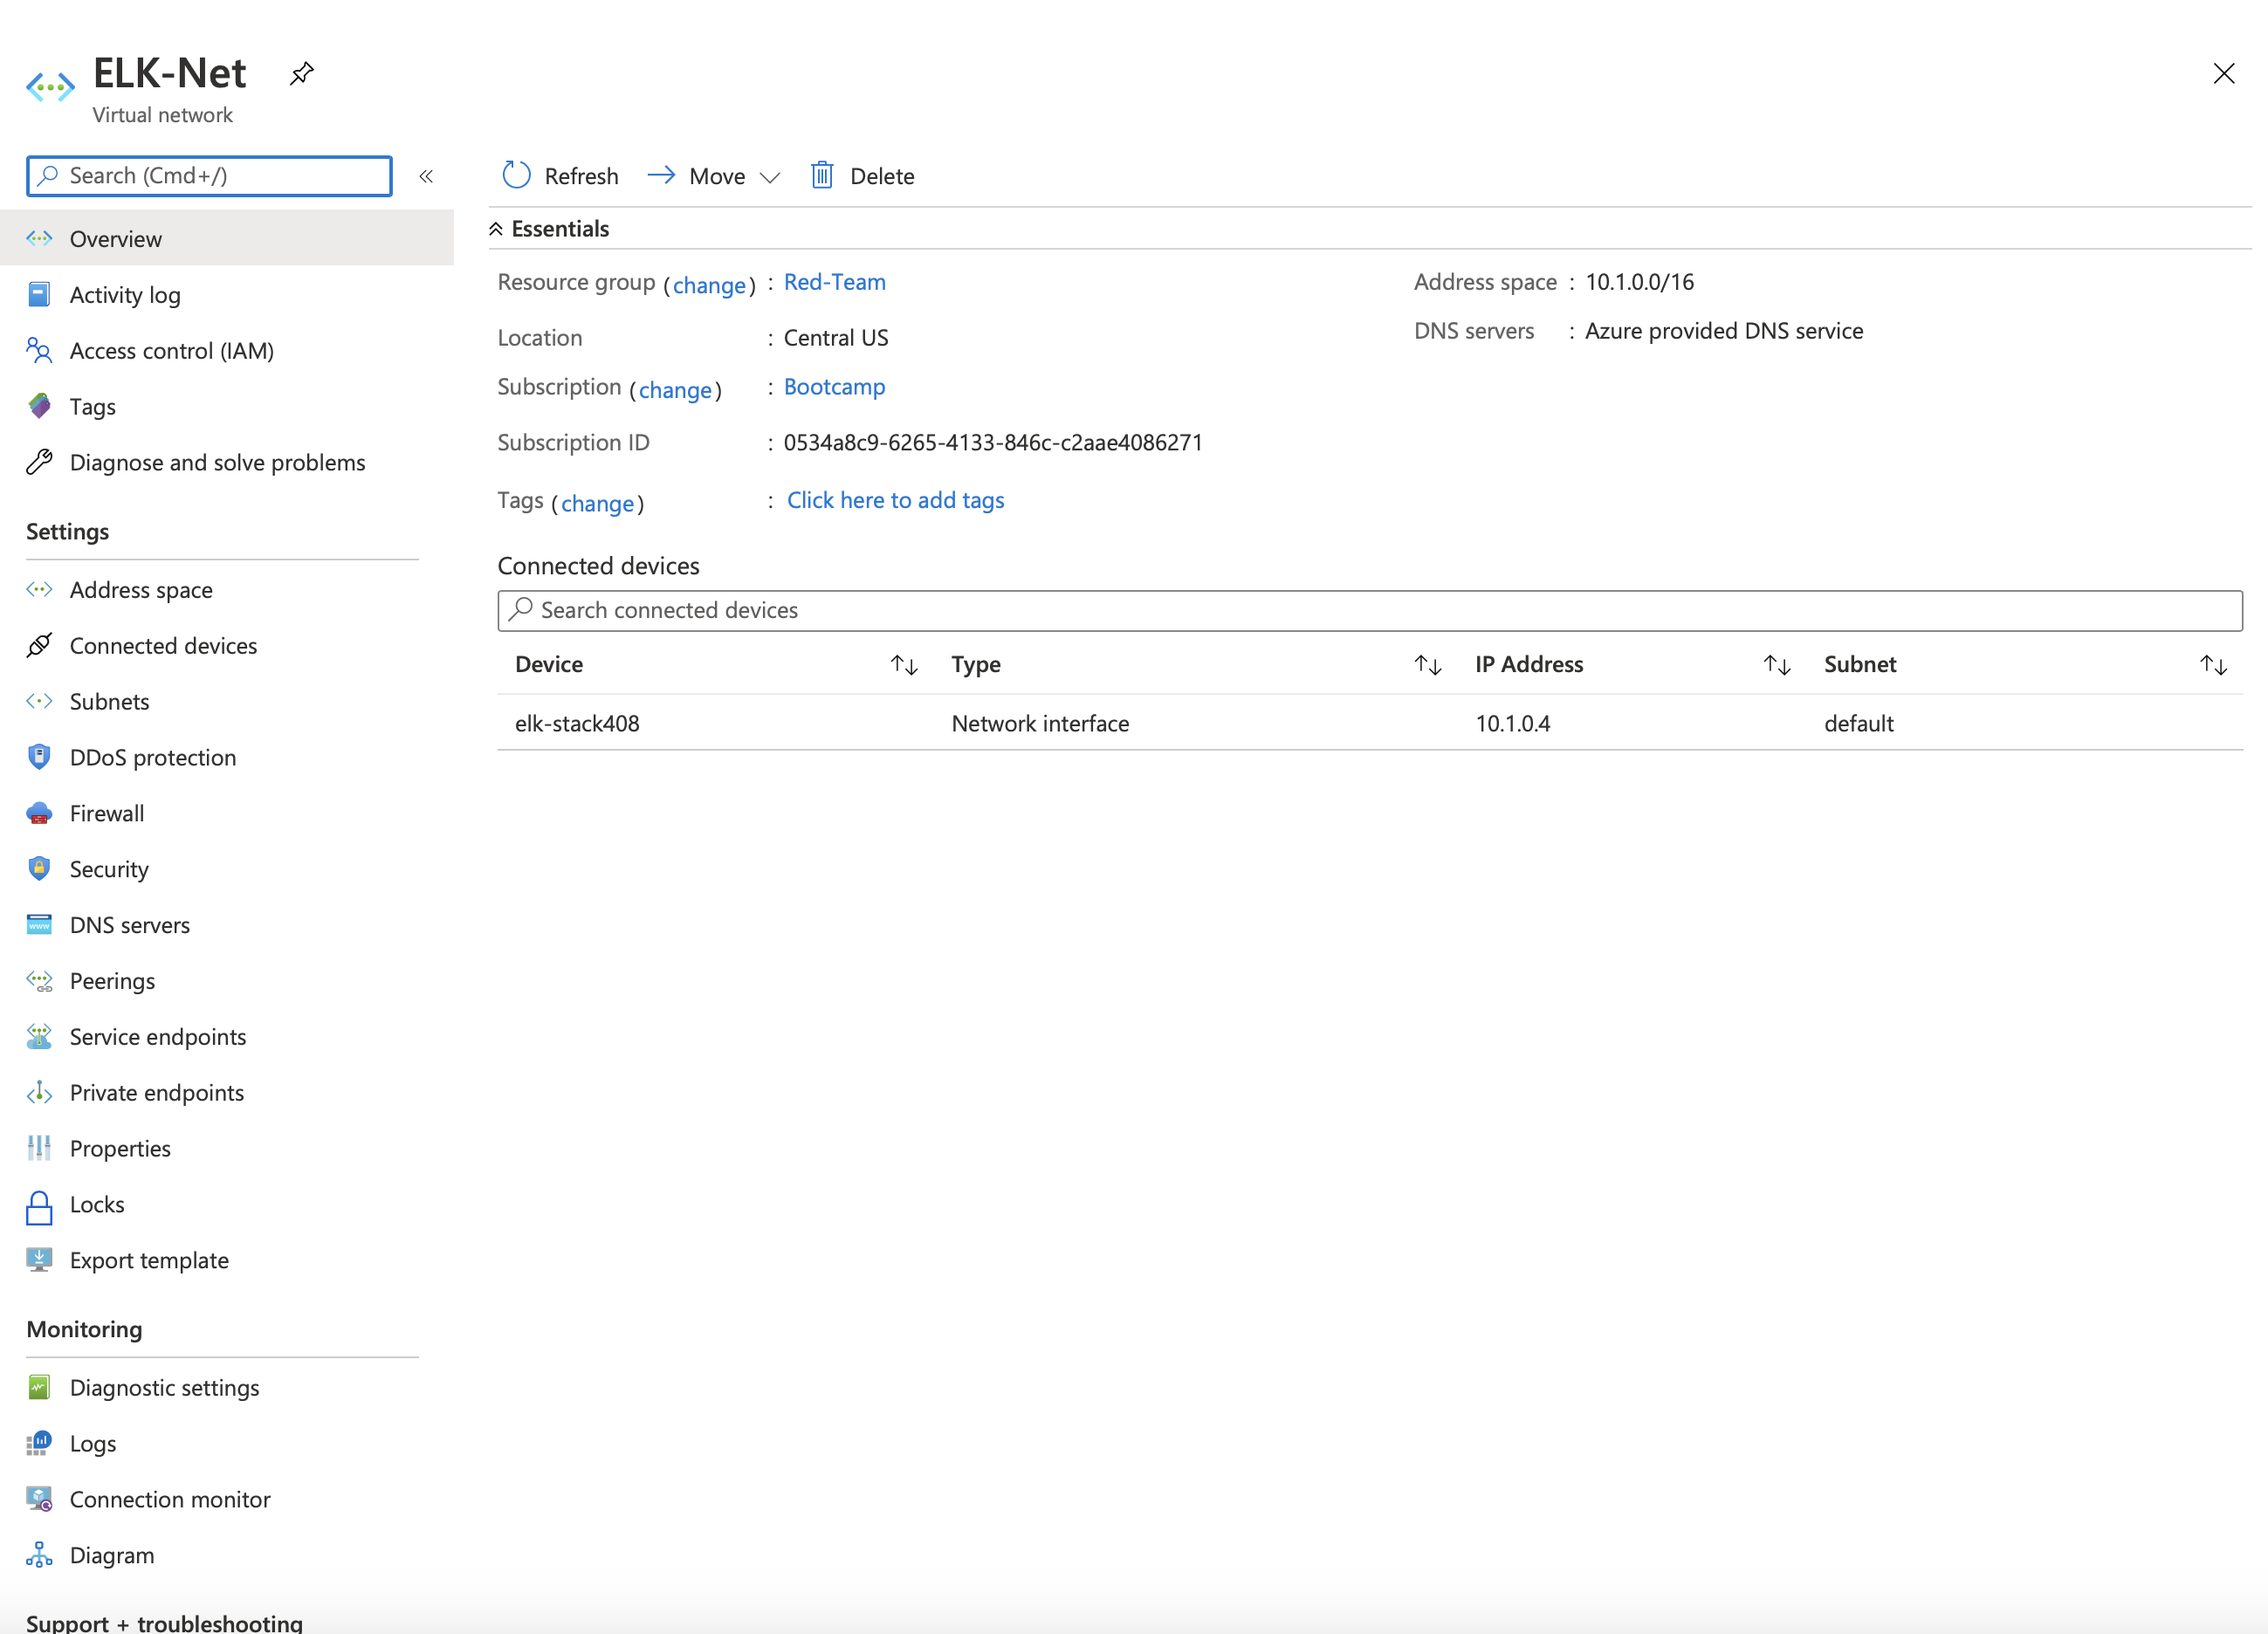 ELK-Net
Virtual network
Search (Cmd+/)
«
Overview
Activity log
Access control (IAM)
Tags
Diagnose and solve problems
Settings
Address space
Connected devices
Subnets
DDoS protection
Firewall
Security
DNS servers
Peerings
Service endpoints
Private endpoints
Properties
Locks
Export template
Monitoring
Diagnostic settings
Logs
Connection monitor
Diagram
Support + troubleshooting
Refresh Move Delete
Essentials
Resource group (change) : Red-Team
Location : Central US
Subscription (change) : Bootcamp
Subscription ID : 0534a8c9-6265-4133-846c-c2aae4086271
Tags (change) : Click here to add tags
Address space : 10.1.0.0/16
DNS servers : Azure provided DNS service
Connected devices
Search connected devices
Device ↑↓ Type ↑↓ IP Address ↑↓ Subnet ↑↓
elk-stack408 Network interface 10.1.0.4 default